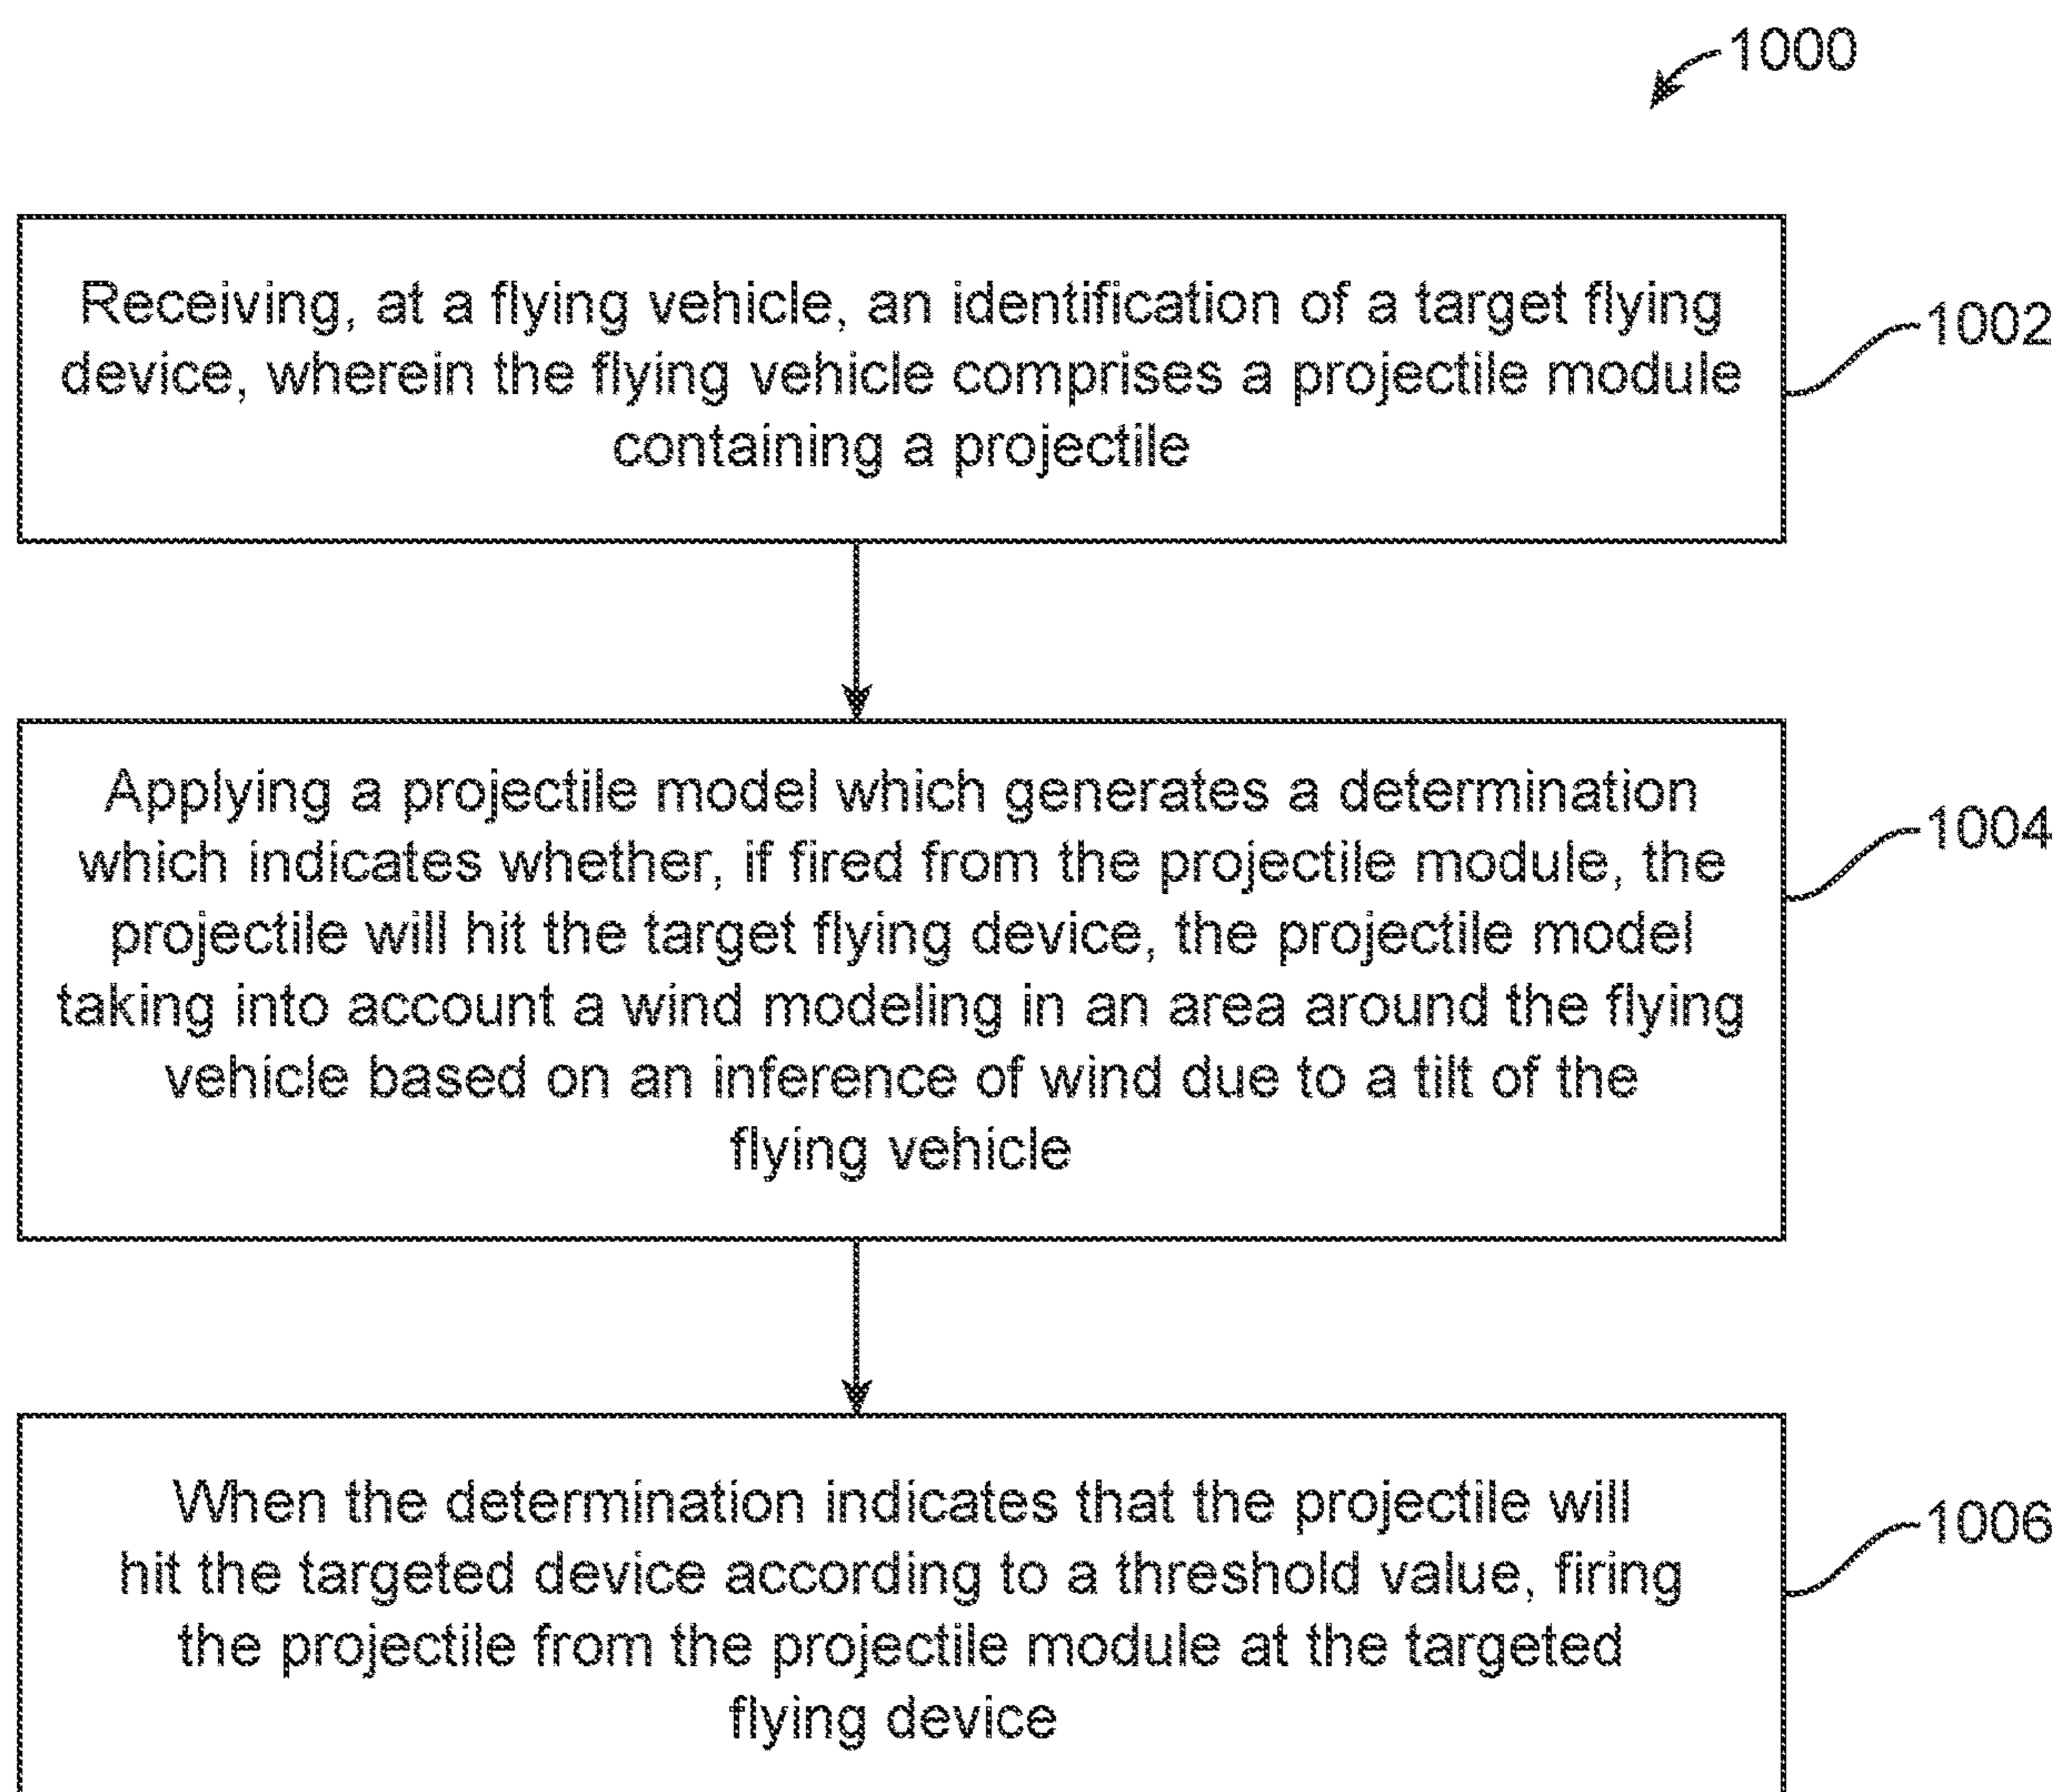 1000
Receiving, at a flying vehicle, an identification of a target flying
device, wherein the flying vehicle comprises a projectile module
containing a projectile
1002
Applying a projectile model which generates a determination
which indicates whether, if fired from the projectile module, the
projectile will hit the target flying device, the projectile model
taking into account a wind modeling in an area around the flying
vehicle based on an inference of wind due to a tilt of the
flying vehicle
1004
When the determination indicates that the projectile will
hit the targeted device according to a threshold value, firing
the projectile from the projectile module at the targeted
flying device
1006